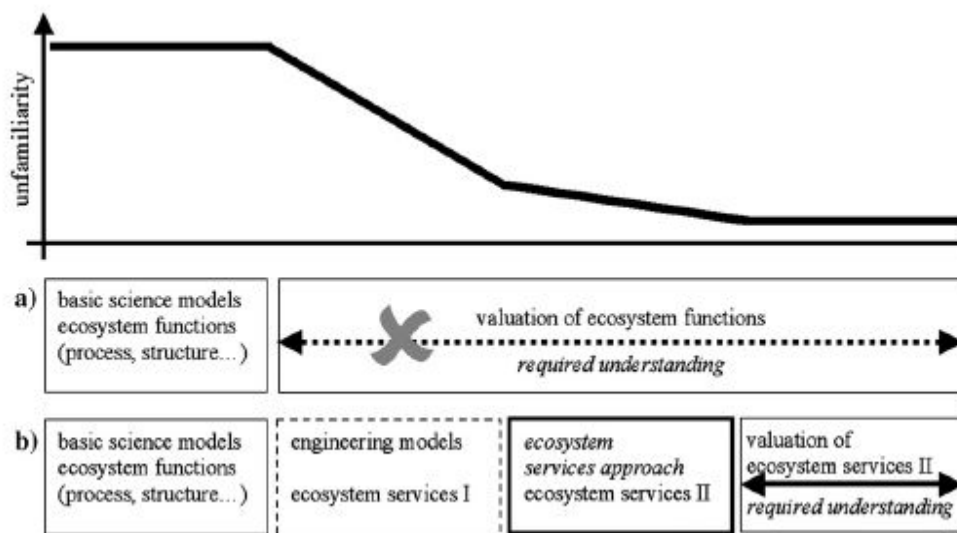 unfamiliarity
a)
basic science models
ecosystem functions
(process, structure...)
valuation of ecosystem functions
required understanding
b)
basic science models
ecosystem functions
(process, structure...)
engineering models
ecosystem services I
ecosystem
services approach
ecosystem services II
valuation of
ecosystem services II
required understanding